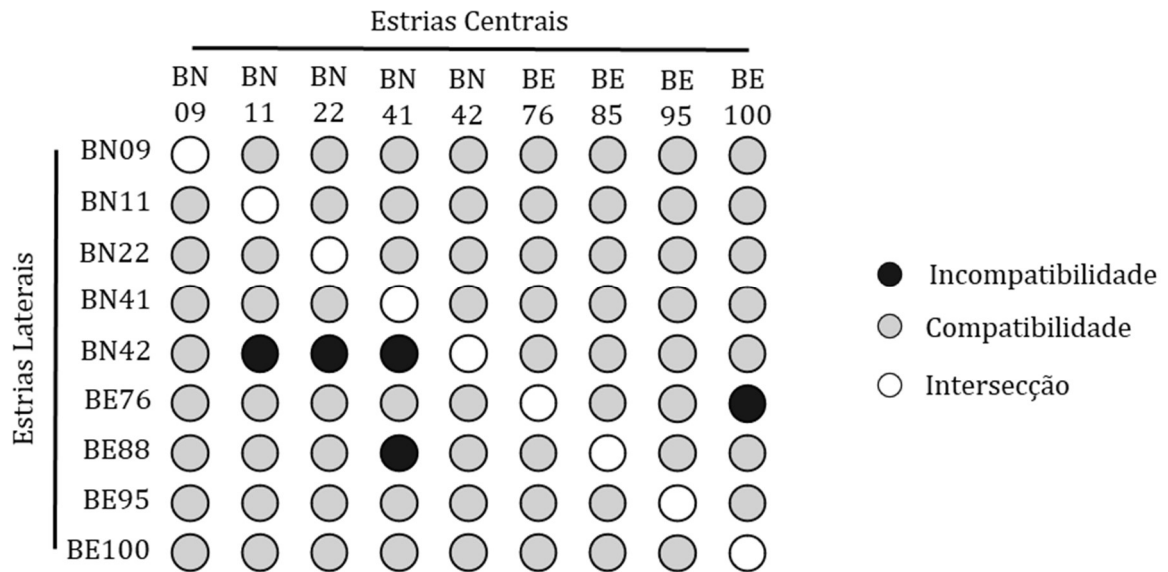 Estrias Centrais
BN BN BN BN BN BE BE BE BE
09 11 22 41 42 76 85 95 100
Estrias Laterais
BN09
BN11
BN22
BN41
BN42
BE76
BE88
BE95
BE100
Incompatibilidade
Compatibilidade
Intersecção